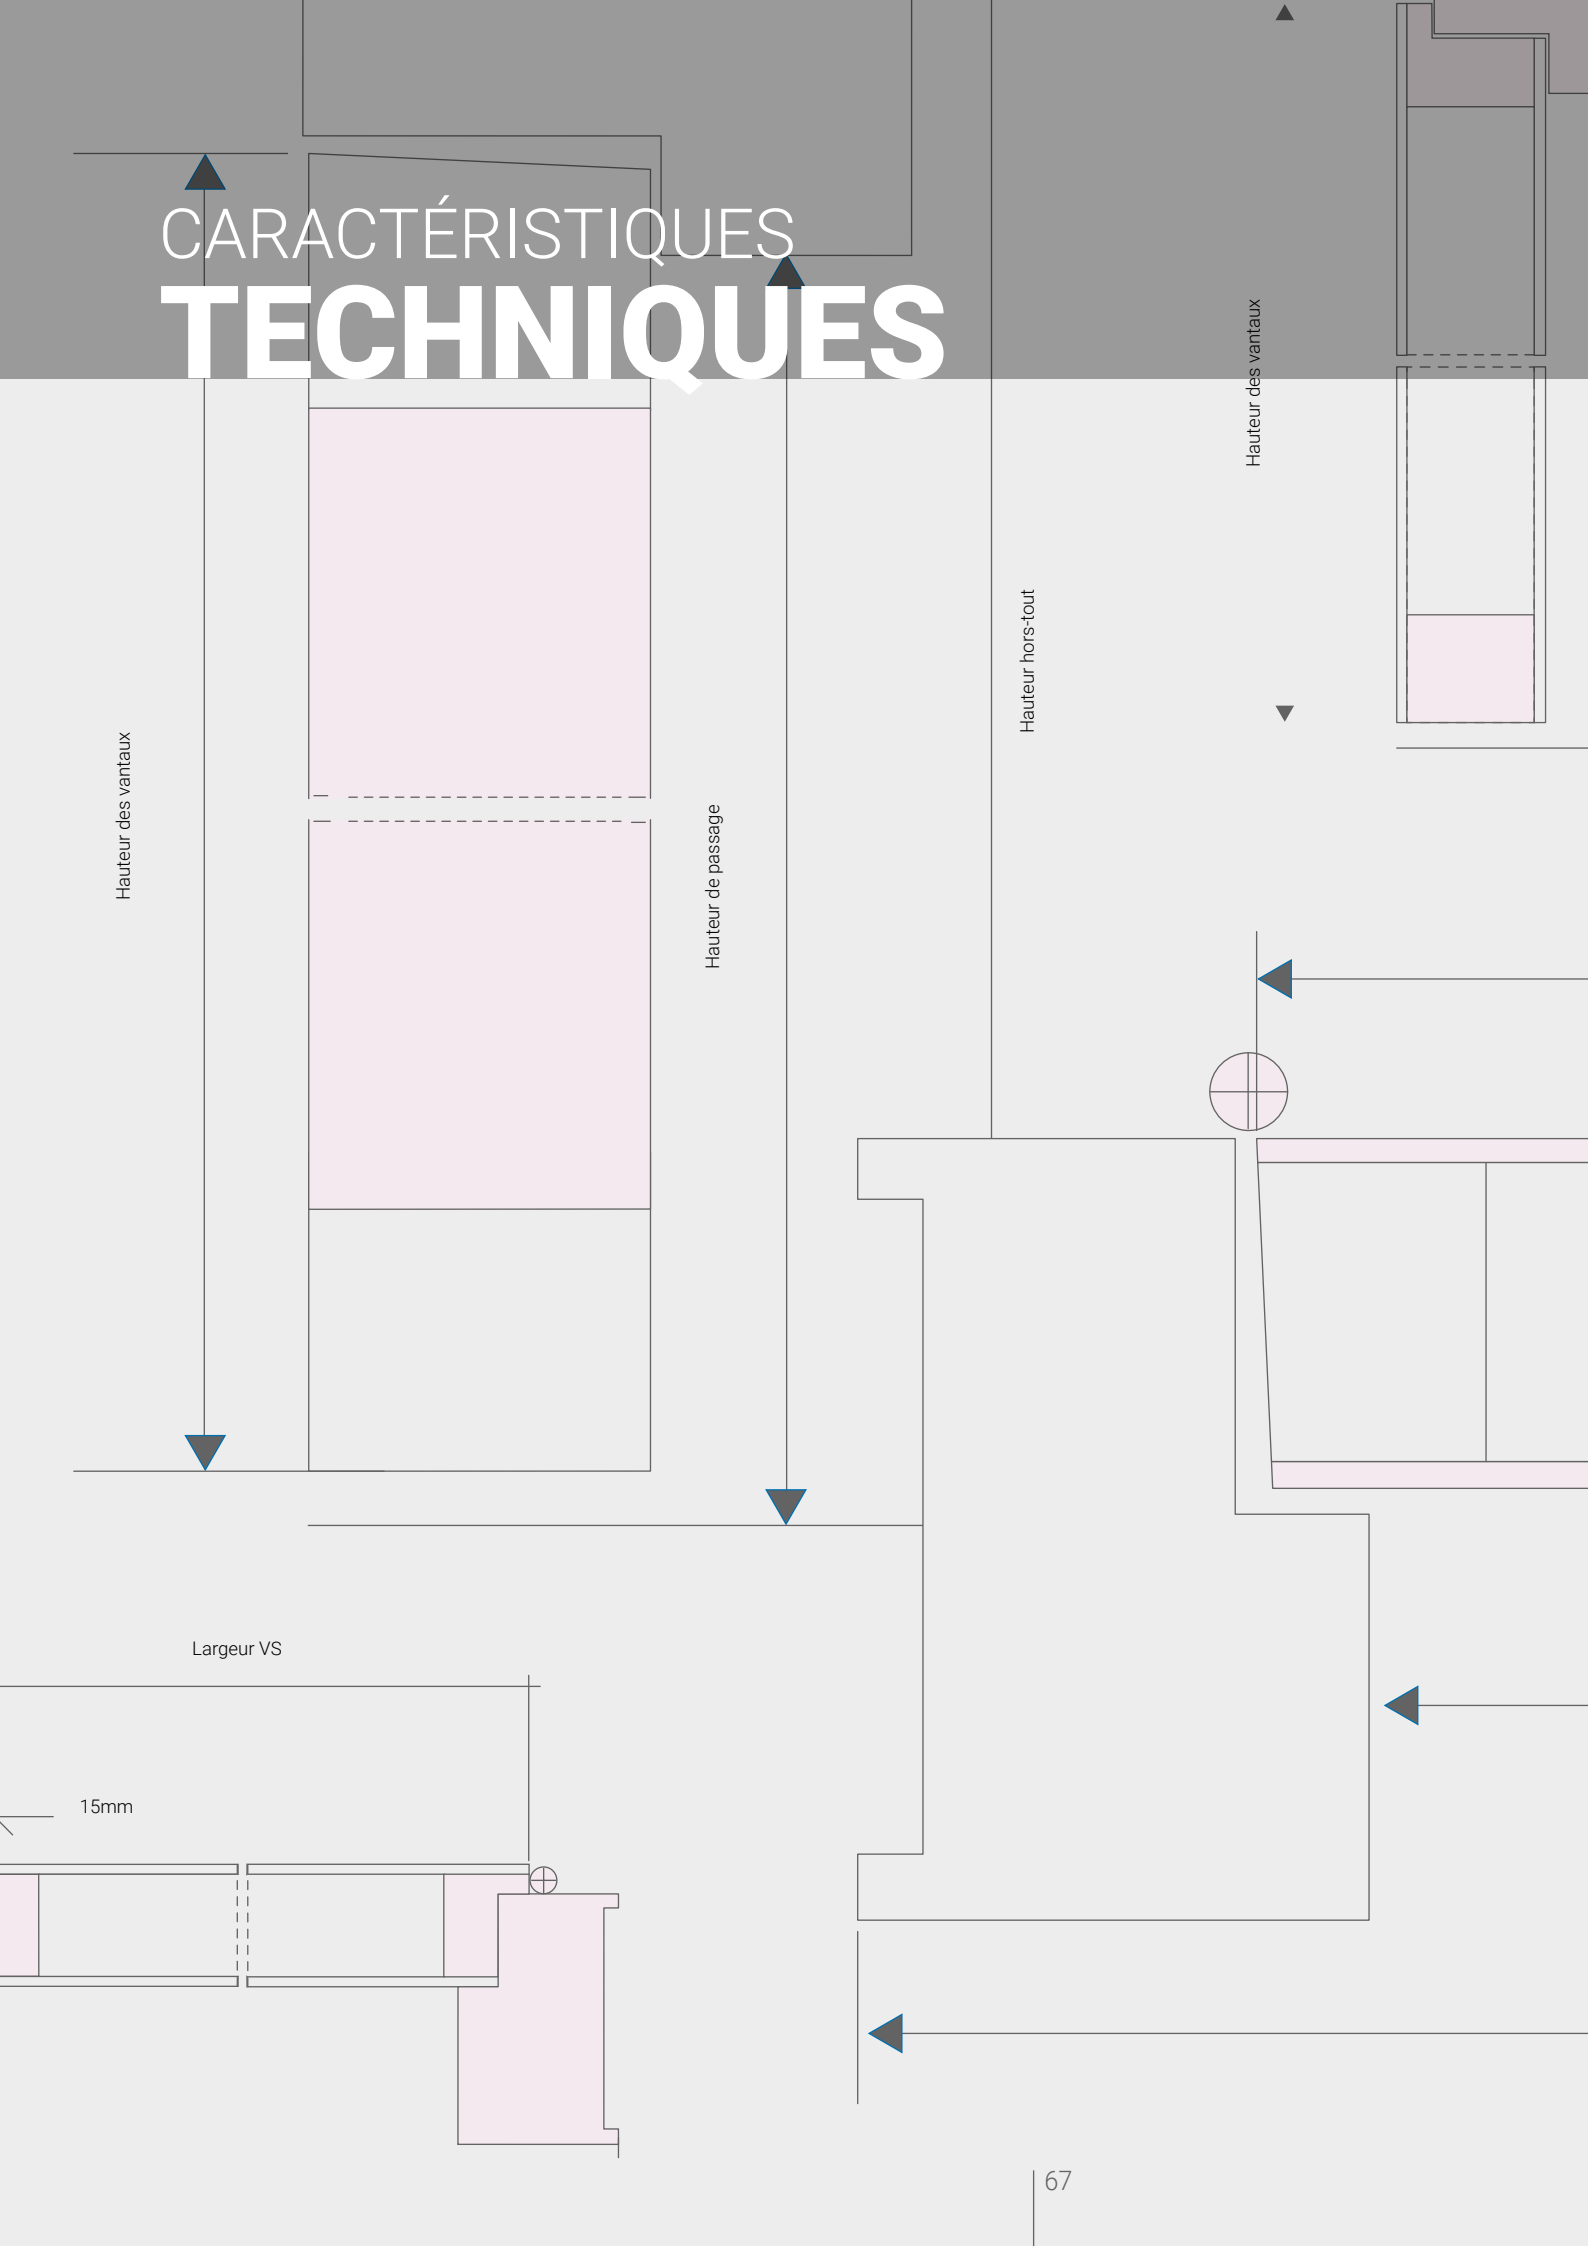 CARACTÉRISTIQUES
TECHNIQUES
Hauteur des vantaux
Hauteur hors-tout
Hauteur des vantaux
Hauteur de passage
Largeur VS
15mm
67